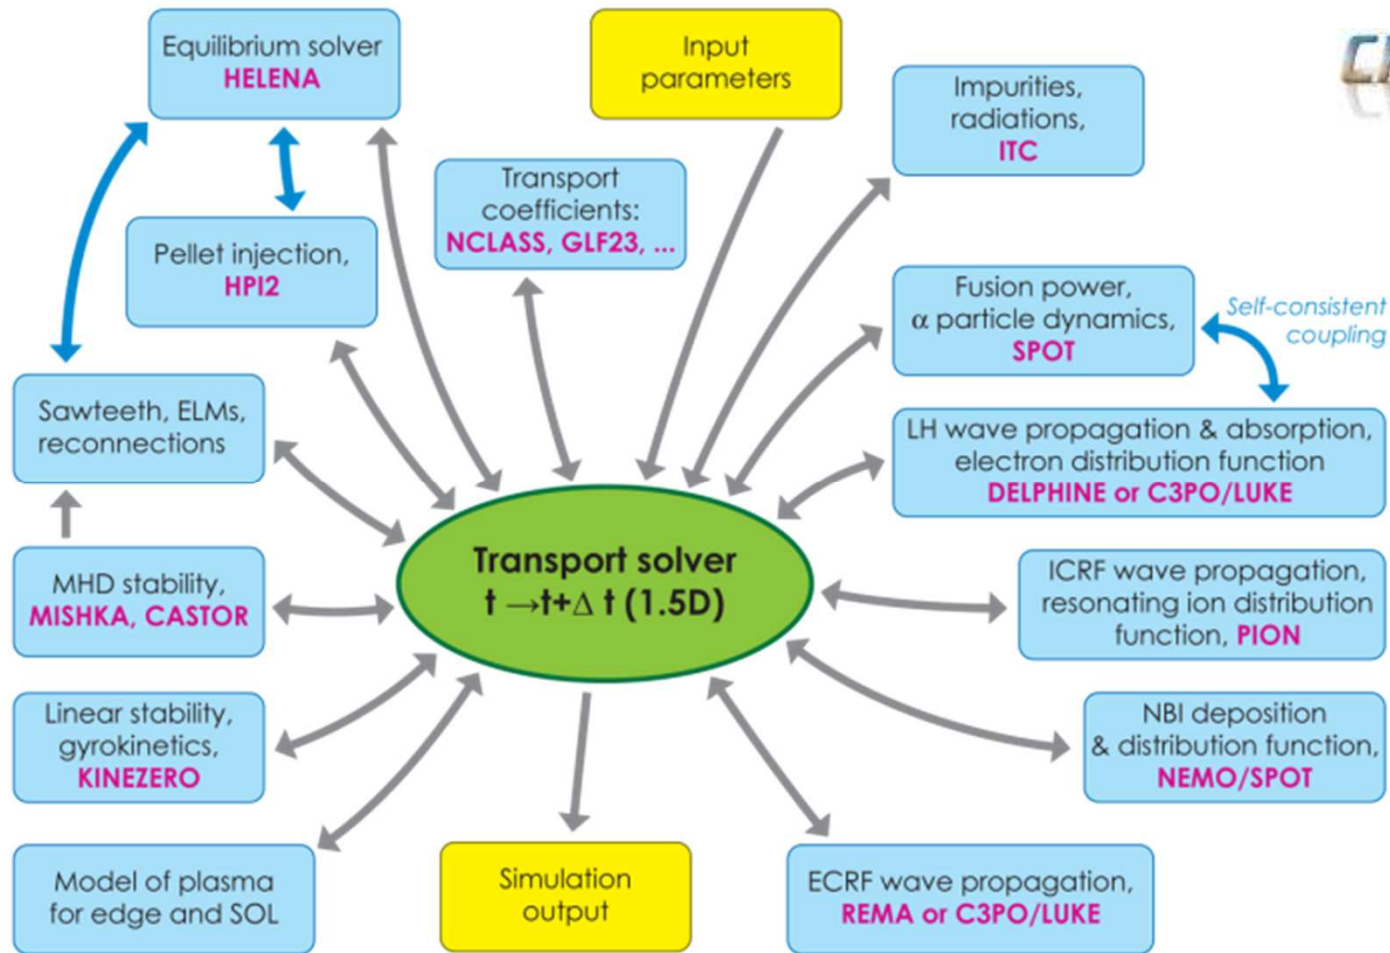 Equilibrium solver
HELENA
Input
parameters
Impurities,
radiations,
ITC
Transport
coefficients:
NCLASS, GLF23, ...
Pellet injection,
HPI2
Fusion power,
α particle dynamics,
SPOT
Self-consistent
coupling
Sawteeth, ELMs,
reconnections
LH wave propagation & absorption,
electron distribution function
DELPHINE or C3PO/LUKE
Transport solver
t →t+Δ t (1.5D)
MHD stability,
MISHKA, CASTOR
ICRF wave propagation,
resonating ion distribution
function, PION
Linear stability,
gyrokinetics,
KINEZERO
NBI deposition
& distribution function,
NEMO/SPOT
Model of plasma
for edge and SOL
Simulation
output
ECRF wave propagation,
REMA or C3PO/LUKE